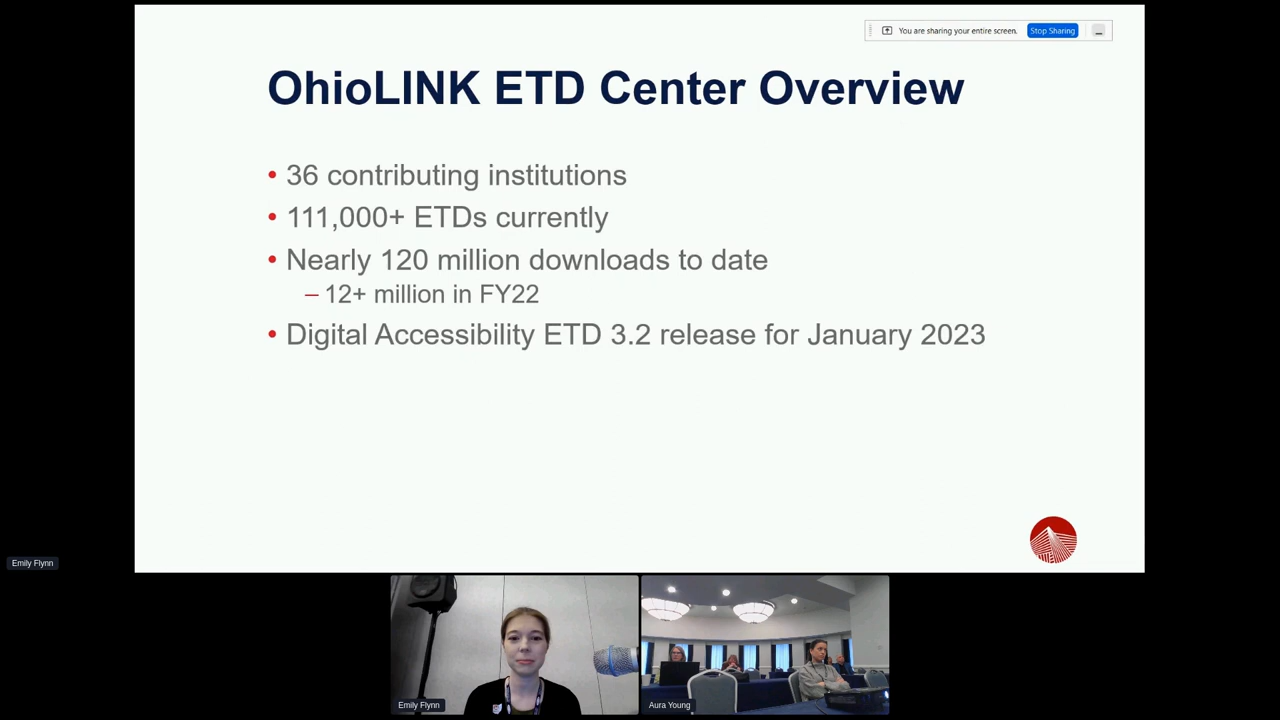 You are sharing your entire screen. Stop Sharing
OhioLINK ETD Center Overview
• 36 contributing institutions
• 111,000+ ETDs currently
• Nearly 120 million downloads to date
– 12+ million in FY22
• Digital Accessibility ETD 3.2 release for January 2023
Emily Flynn
Emily Flynn
Aura Young